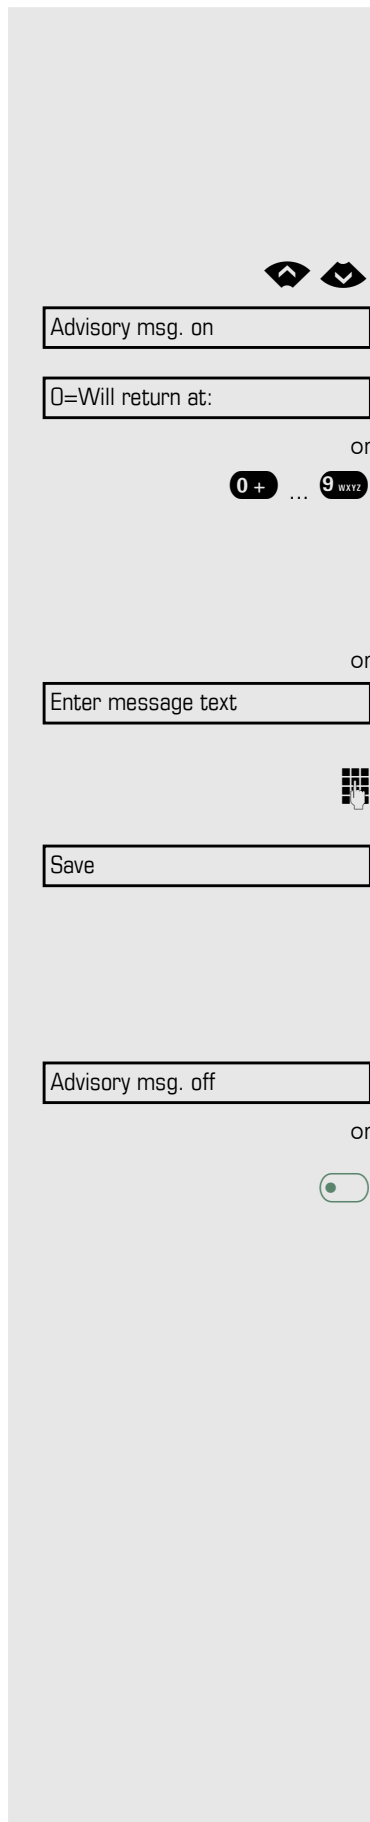 Advisory msg. on
0=Will return at:
or
0 + ... 9 WXYZ
or
Enter message text
Save
Advisory msg. off
or